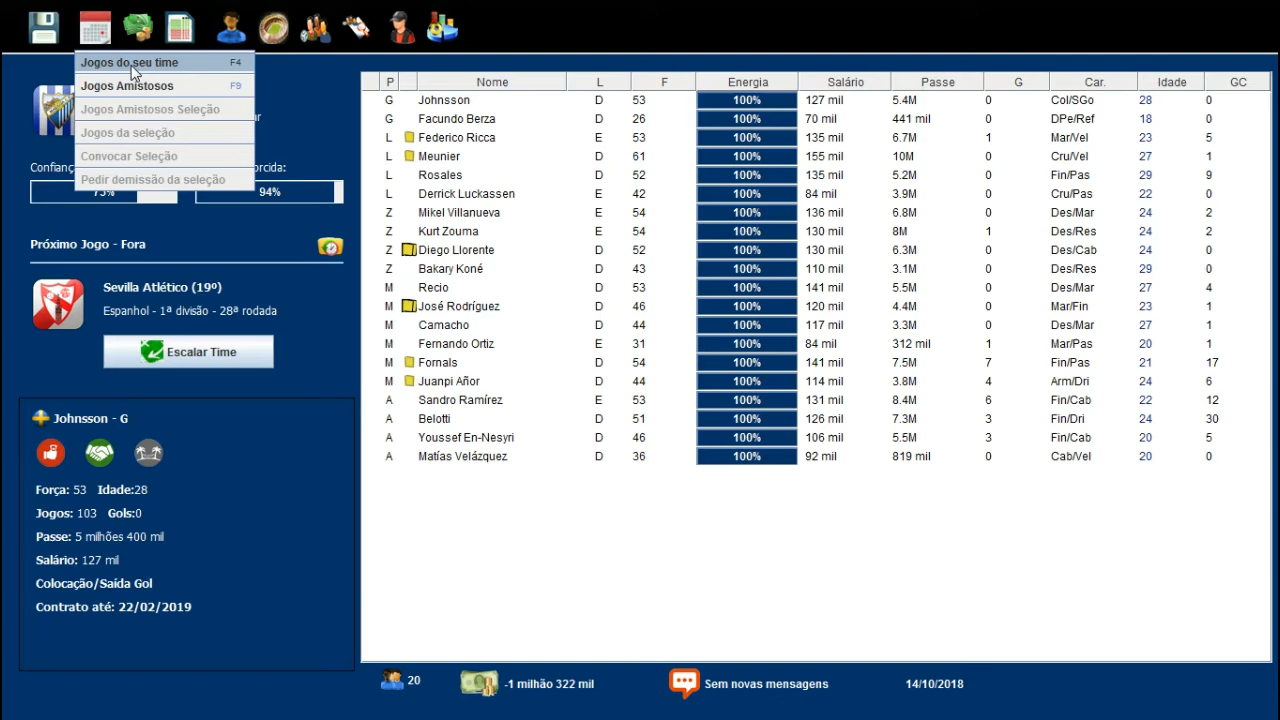 Jogos do seu time F4
Jogos Amistosos F9
Jogos Amistosos Seleção
Jogos da seleção
Convocar Seleção
Pedir demissão da seleção
ar
Confianç
orcida:
73%
94%
Próximo Jogo - Fora
Sevilla Atlético (19º)
Espanhol - 1ª divisão - 28ª rodada
Escalar Time
Johnsson - G
Força: 53 Idade:28
Jogos: 103 Gols:0
Passe: 5 milhões 400 mil
Salário: 127 mil
Colocação/Saída Gol
Contrato até: 22/02/2019
P Nome L F Energia Salário Passe G Car. Idade GC
G Johnsson D 53 100% 127 mil 5.4M 0 Col/SGo 28 0
G Facundo Berza D 26 100% 70 mil 441 mil 0 DPe/Ref 18 0
L Federico Ricca E 53 100% 135 mil 6.7M 1 Mar/Vel 23 5
L Meunier D 61 100% 155 mil 10M 0 Cru/Vel 27 1
L Rosales D 52 100% 135 mil 5.2M 0 Cru/Pas 29 9
L Derrick Luckassen E 42 100% 84 mil 3.9M 0 Cru/Pas 22 0
Z Mikel Villanueva E 54 100% 136 mil 6.8M 0 Des/Mar 24 2
Z Kurt Zouma E 54 100% 130 mil 8M 1 Des/Res 24 2
Z Diego Llorente D 52 100% 130 mil 6.3M 0 Des/Cab 24 0
Z Bakary Koné D 43 100% 110 mil 3.1M 0 Des/Res 29 0
M Recio D 53 100% 141 mil 5.5M 0 Des/Mar 27 4
M José Rodríguez D 46 100% 120 mil 4.4M 0 Mar/Fin 23 1
M Camacho D 44 100% 117 mil 3.3M 0 Des/Mar 27 1
M Fernando Ortiz E 31 100% 84 mil 312 mil 1 Mar/Pas 20 1
M Fornals D 54 100% 141 mil 7.5M 7 Fin/Pas 21 17
M Juanpi Añor D 44 100% 114 mil 3.8M 4 Arm/Dri 24 6
A Sandro Ramírez E 53 100% 131 mil 8.4M 6 Fin/Cab 22 12
A Belotti D 51 100% 126 mil 7.3M 3 Fin/Dri 24 30
A Youssef En-Nesyri D 46 100% 106 mil 5.5M 3 Fin/Cab 20 5
A Matías Velázquez D 36 100% 92 mil 819 mil 0 Cab/Vel 20 0
20 -1 milhão 322 mil Sem novas mensagens 14/10/2018